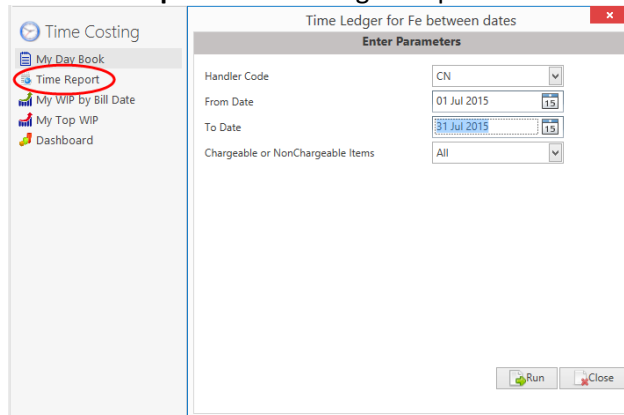 Time Costing
My Day Book
Time Report
My WIP by Bill Date
My Top WIP
Dashboard
Time Ledger for Fe between dates
Enter Parameters
Handler Code CN
From Date 01 Jul 2015 15
To Date 31 Jul 2015 15
Chargeable or NonChargeable Items All
Run Close